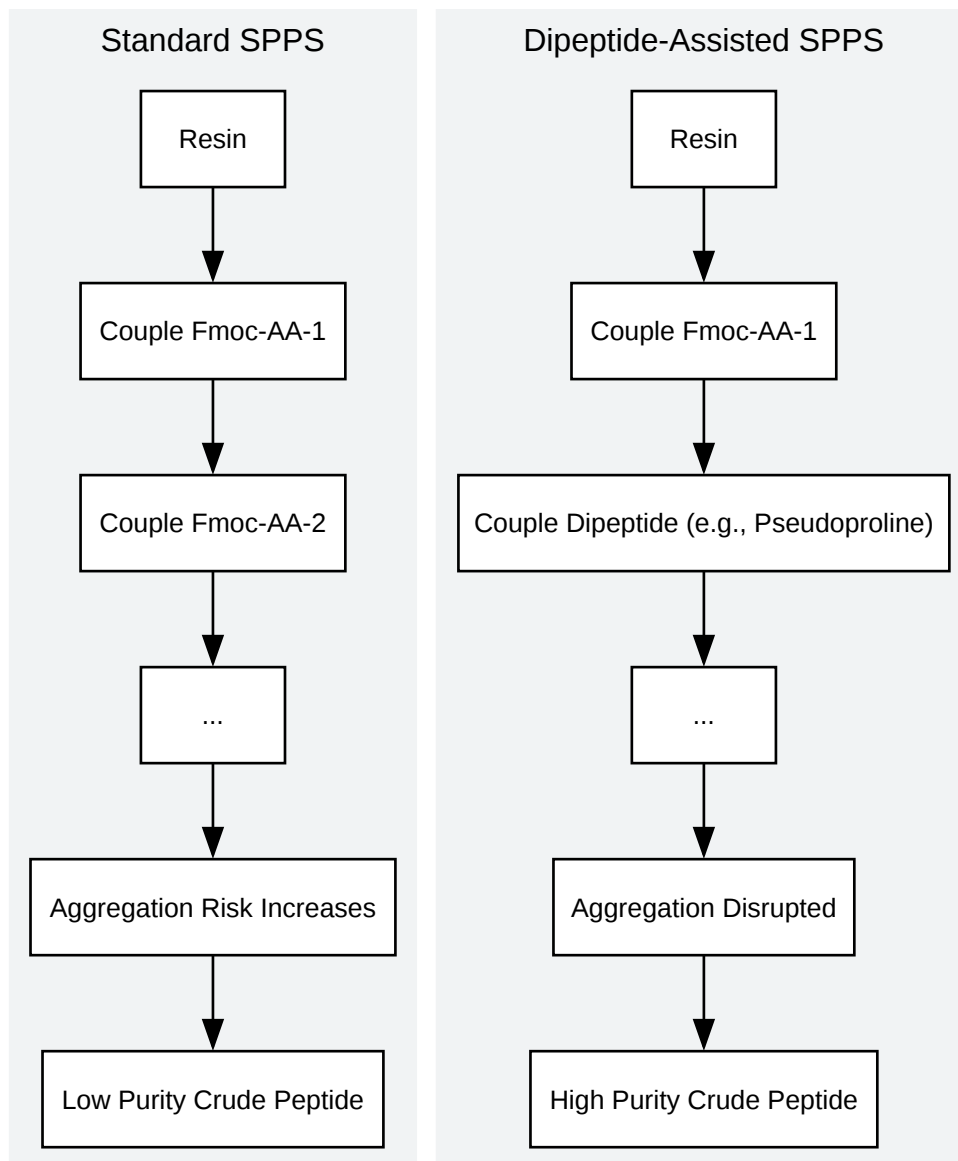 Standard SPPS
Resin
Couple Fmoc-AA-1
Couple Fmoc-AA-2
...
Aggregation Risk Increases
Low Purity Crude Peptide
Dipeptide-Assisted SPPS
Resin
Couple Fmoc-AA-1
Couple Dipeptide (e.g., Pseudoproline)
...
Aggregation Disrupted
High Purity Crude Peptide